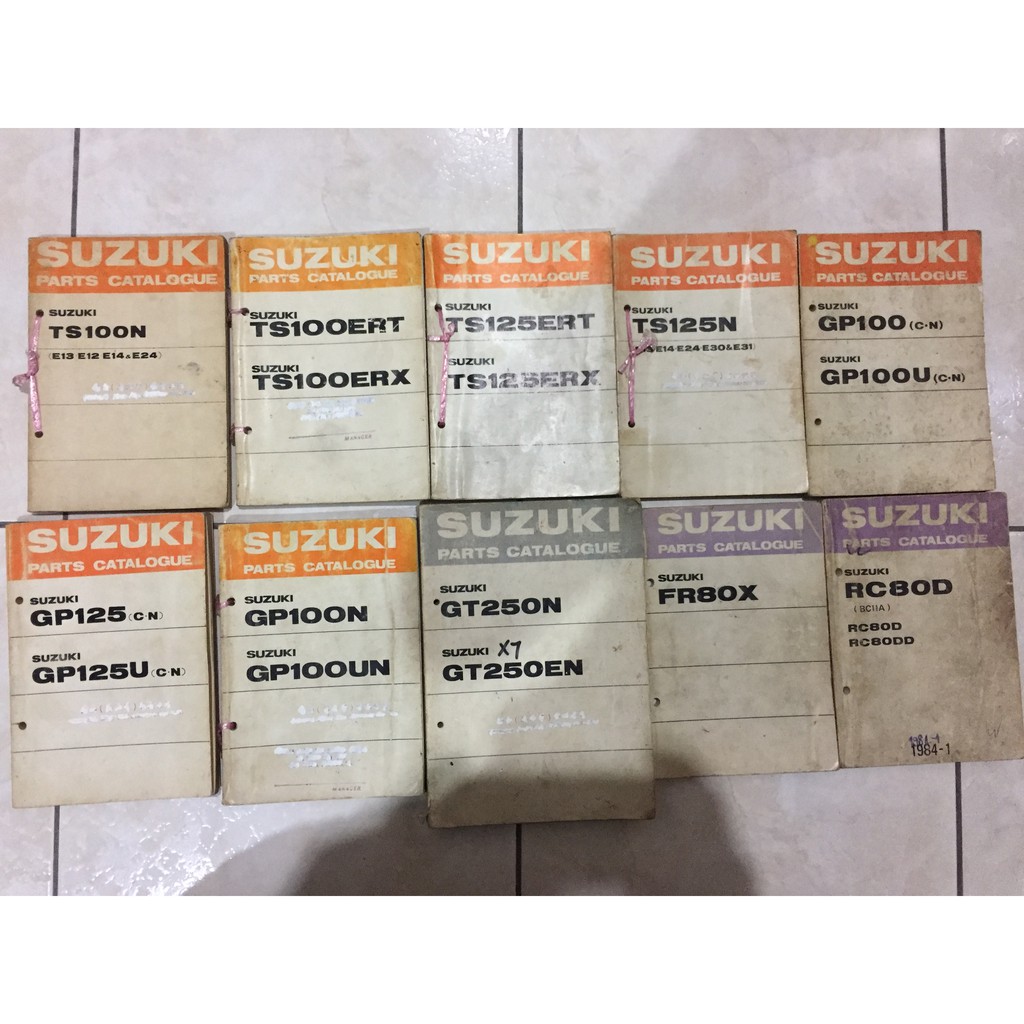 SUZUKI
PARTS CATALOGUE
SUZUKI
TS100N
(E13 E12 E14 & E24)
SUZUKI
PARTS CATALOGUE
SUZUKI
TS100ERT
SUZUKI
TS100ERX
MANAGER
SUZUKI
PARTS CATALOGUE
SUZUKI
TS125ERT
SUZUKI
TS125ERX
SUZUKI
PARTS CATALOGUE
SUZUKI
TS125N
E14·E24·E30&E31)
SUZUKI
PARTS CATALOGUE
SUZUKI
GP100 (C·N)
SUZUKI
GP100U (C·N)
SUZUKI
PARTS CATALOGUE
SUZUKI
GP125 (C·N)
SUZUKI
GP125U (C·N)
SUZUKI
PARTS CATALOGUE
SUZUKI
GP100N
SUZUKI
GP100UN
MANAGER
SUZUKI
PARTS CATALOGUE
SUZUKI
GT250N
SUZUKI X7
GT250EN
SUZUKI
PARTS CATALOGUE
SUZUKI
FR80X
SUZUKI
PARTS CATALOGUE
SUZUKI
RC80D
(BC11A)
RC80D
RC80DD
1984-1
1984-1